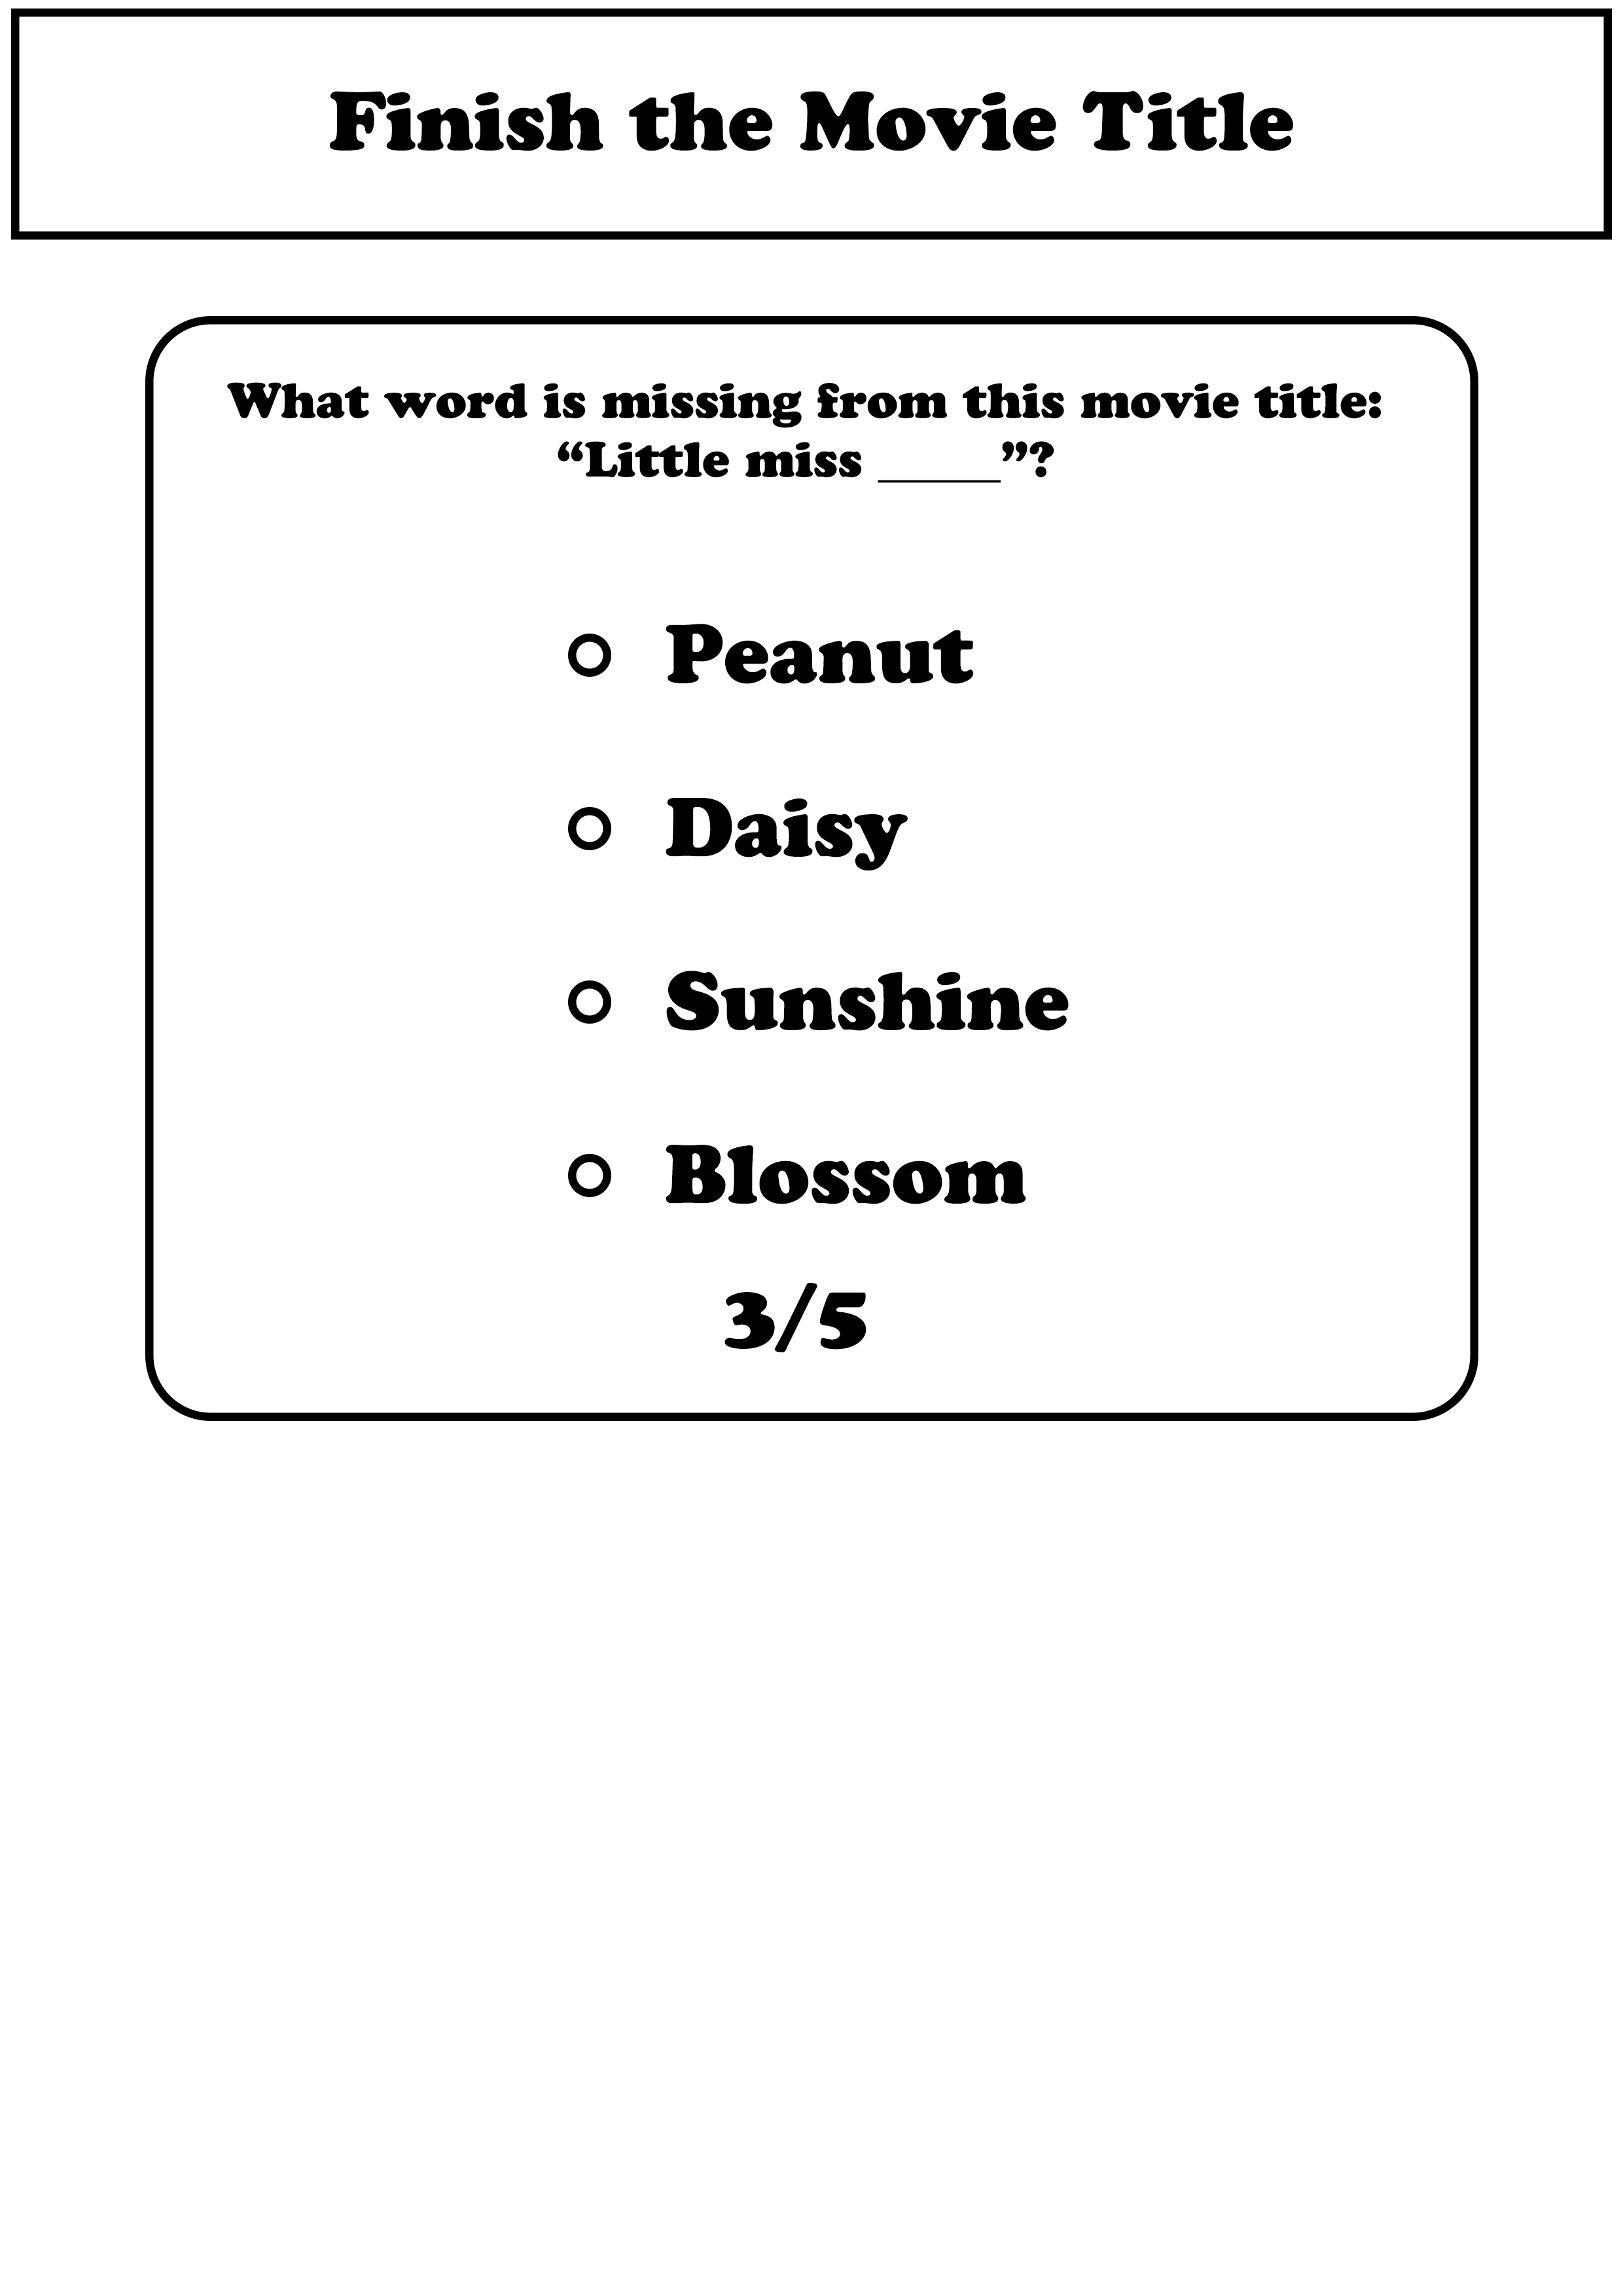 Finish the Movie Title
What word is missing from this movie title:
“Little miss ______”?
Peanut
Daisy
Sunshine
Blossom
3/5